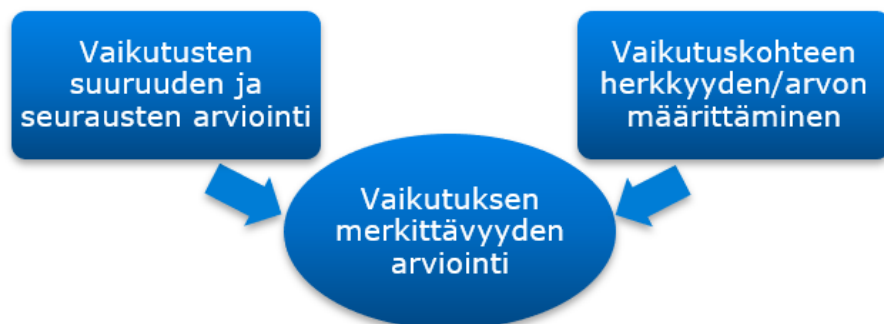 Vaikutusten
suuruuden ja
seurausten arviointi
Vaikutuskohteen
herkkyyden/arvon
määrittäminen
Vaikutuksen
merkittävyyden
arviointi